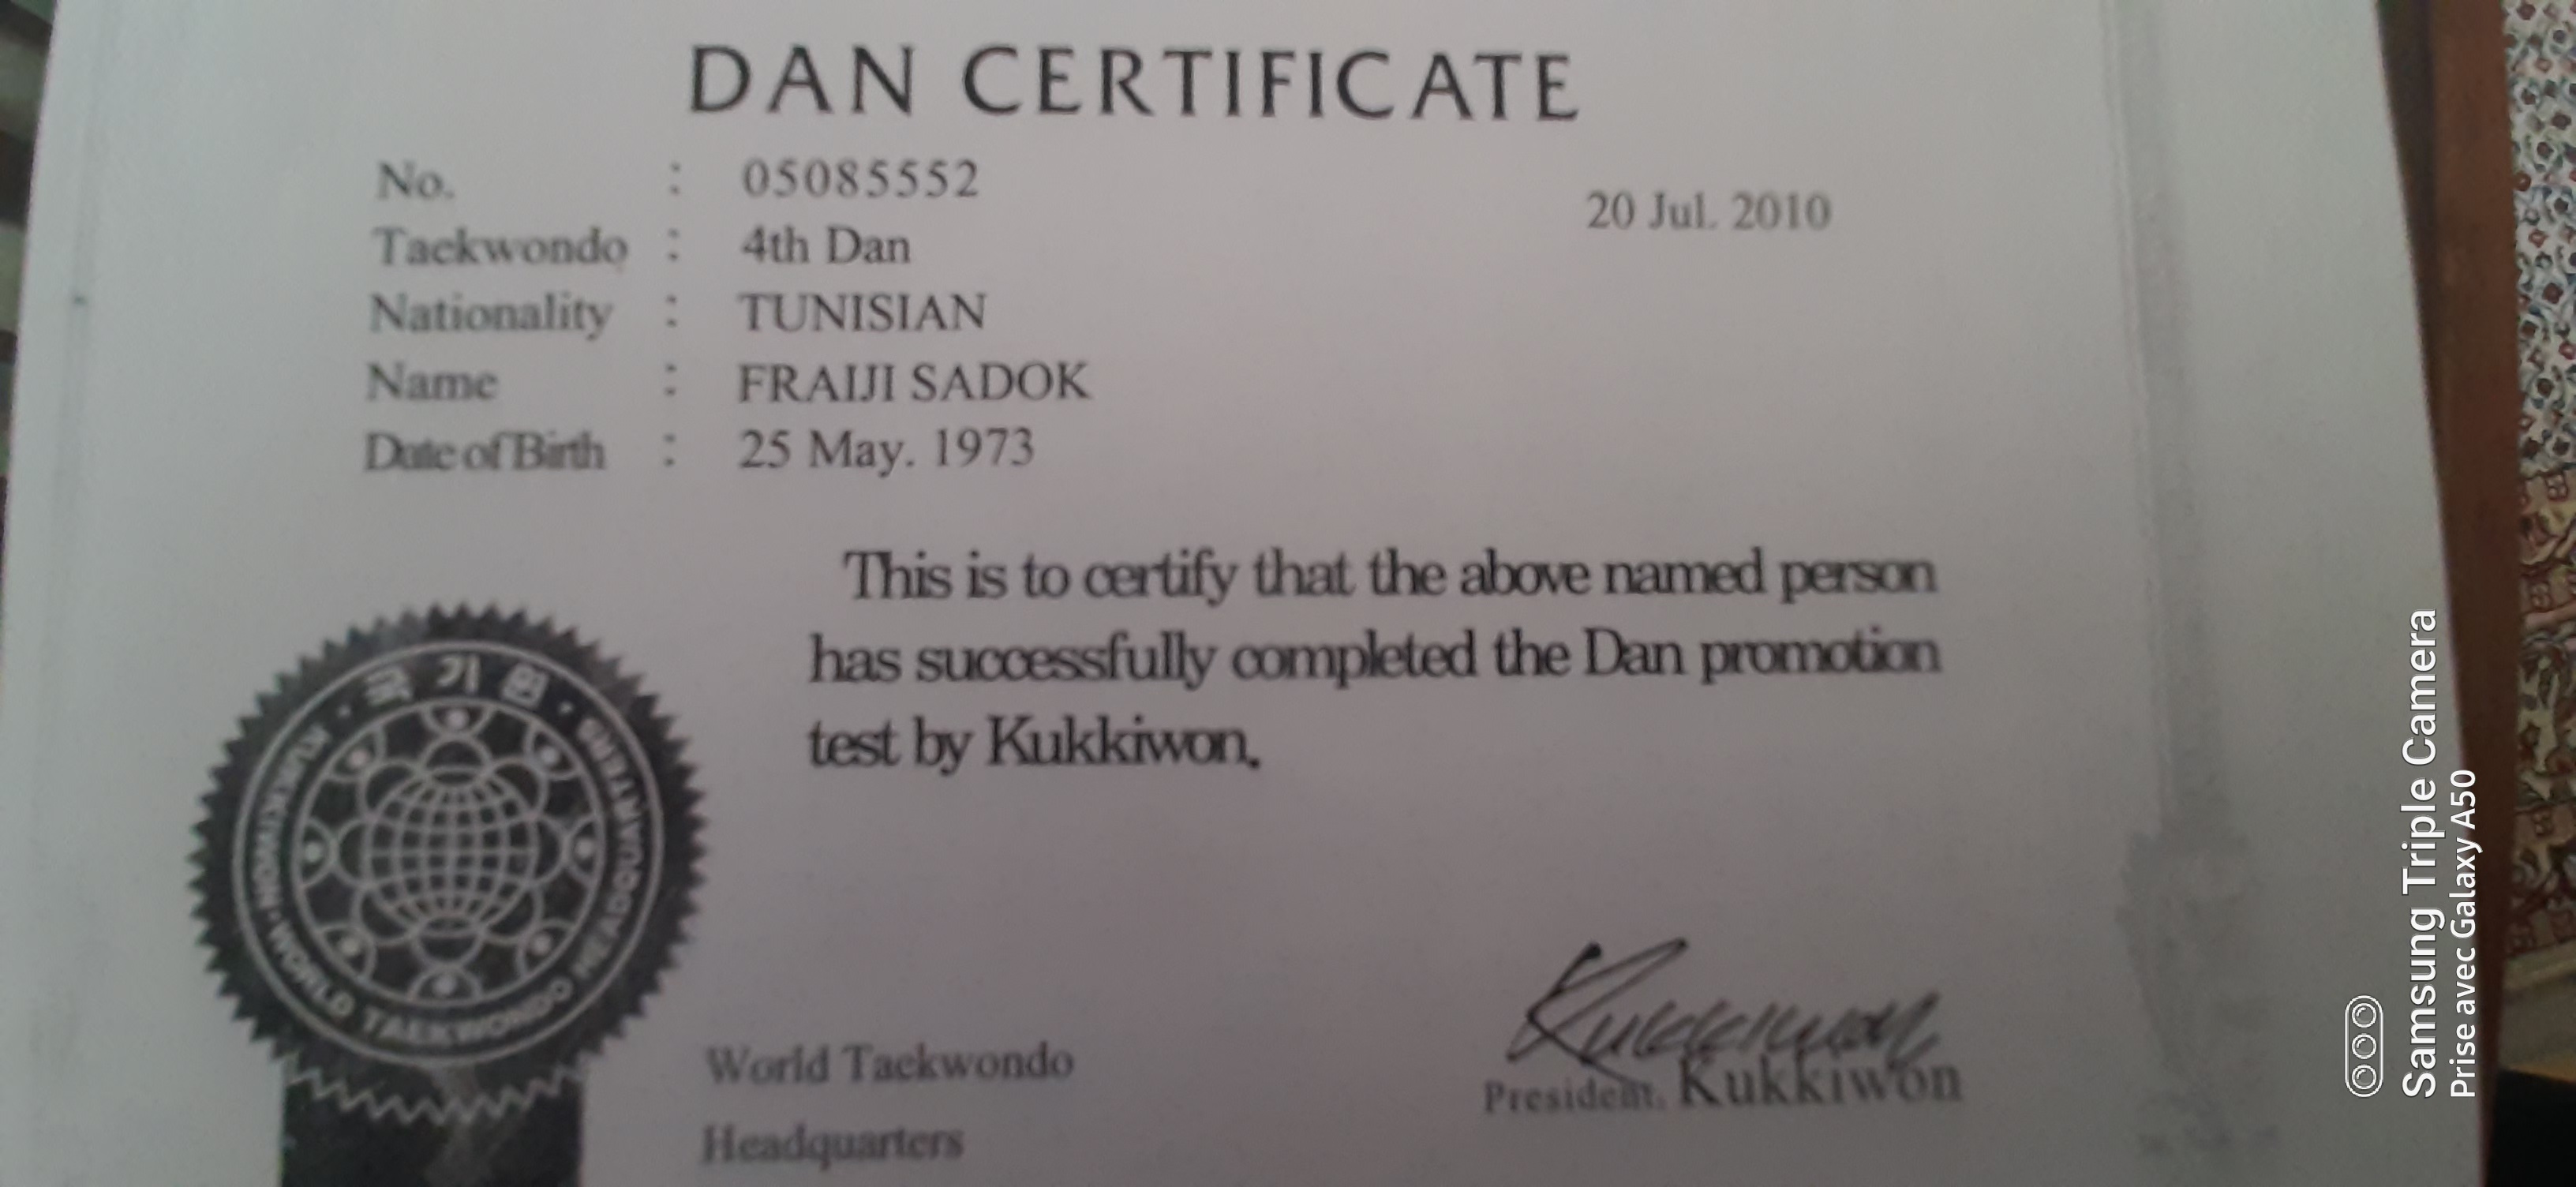 DAN CERTIFICATE
No. : 05085552
20 Jul. 2010
Taekwondo : 4th Dan
Nationality : TUNISIAN
Name : FRAIJI SADOK
Date of Birth : 25 May. 1973
This is to certify that the above named person
has successfully completed the Dan promotion
test by Kukkiwon.
국기원
KUKKIWON·WORLD TAEKWONDO HEADQUARTERS
World Taekwondo
Headquarters
Kukkiwon
President. Kukkiwon
Samsung Triple Camera
Prise avec Galaxy A50